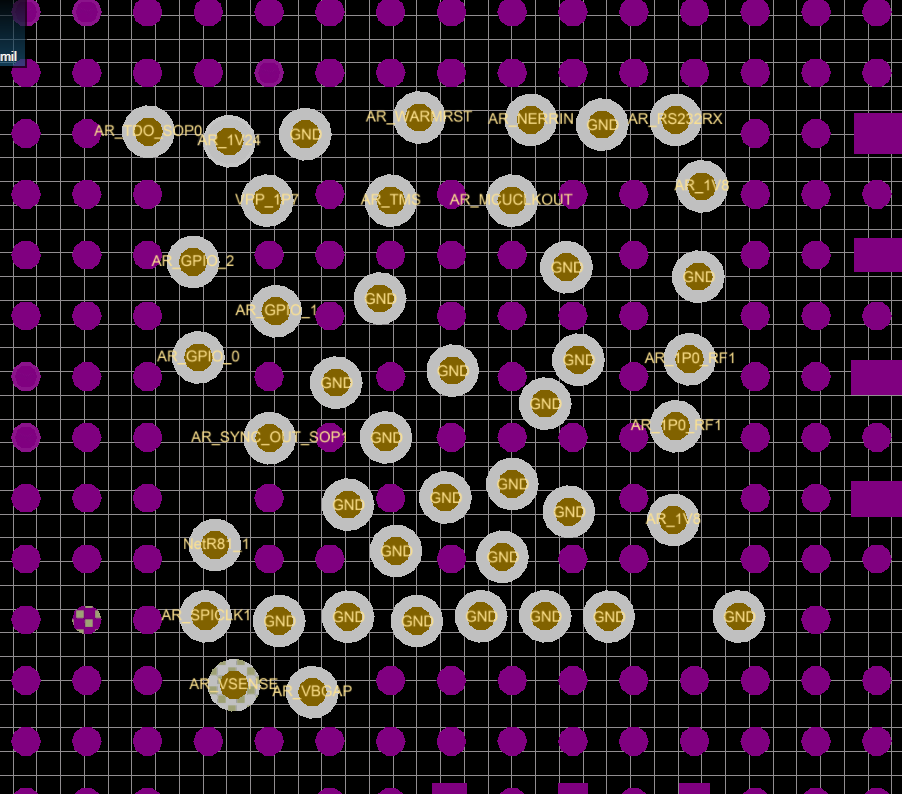 mil
AR_WARMRST
AR_NERRIN
AR_RS232RX
GND
AR_TDO_SOP0
AR_1V24
GND
AR_1V8
VPP_1P7
AR_TMS
AR_MCUCLKOUT
AR_GPIO_2
GND
GND
GND
AR_GPIO_1
AR_GPIO_0
GND
AR_1P0_RF1
GND
GND
GND
AR_1P0_RF1
AR_SYNC_OUT_SOP1
GND
GND
GND
GND
GND
AR_1V8
NetR81_1
GND
GND
AR_SPICLK1
GND
GND
GND
GND
GND
GND
GND
AR_VSENSE
AR_VBGAP